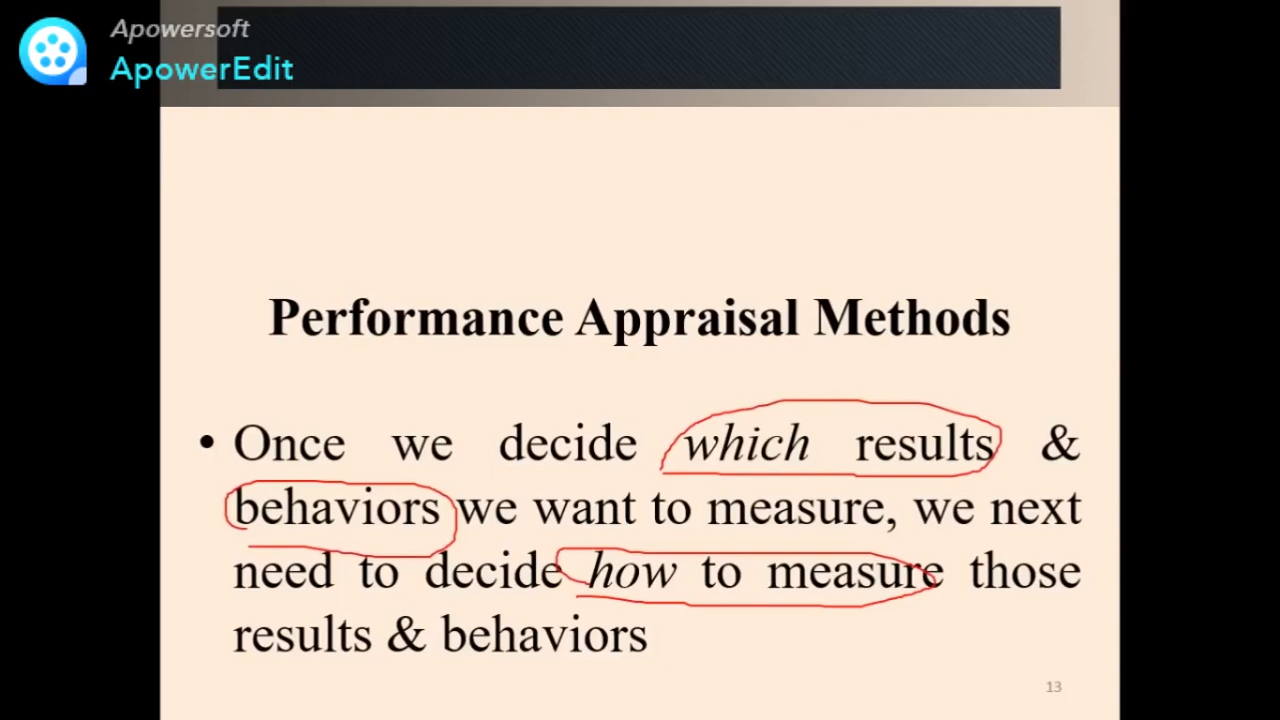 Apowersoft
ApowerEdit
Performance Appraisal Methods
• Once we decide which results &
behaviors we want to measure, we next
need to decide how to measure those
results & behaviors
13